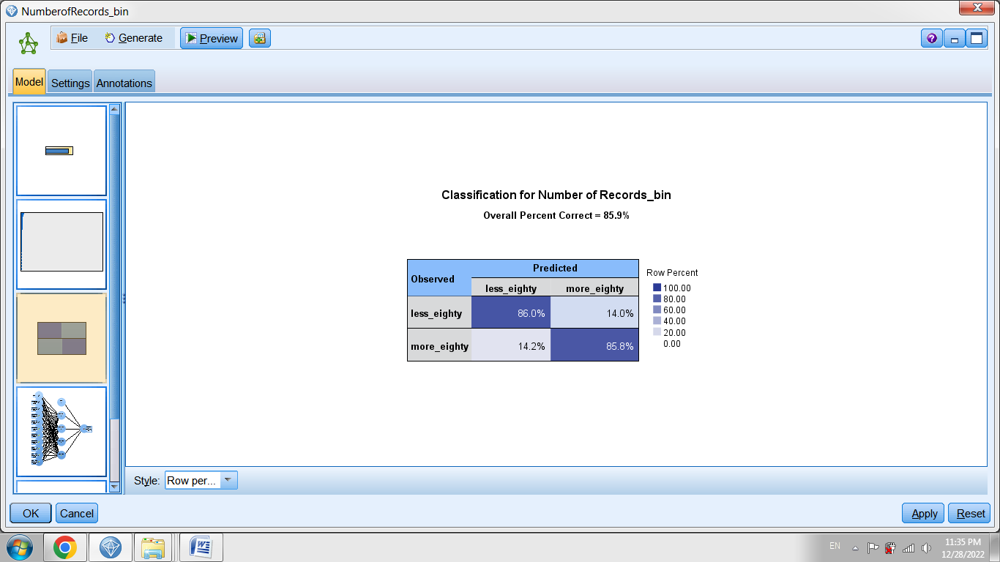 NumberofRecords_bin
File Generate Preview
Model Settings Annotations
Classification for Number of Records_bin
Overall Percent Correct = 85.9%
Observed Predicted
less_eighty more_eighty
less_eighty 86.0% 14.0%
more_eighty 14.2% 85.8%
Row Percent
100.00
80.00
60.00
40.00
20.00
0.00
Style: Row per...
OK Cancel Apply Reset
EN 11:35 PM
12/28/2022